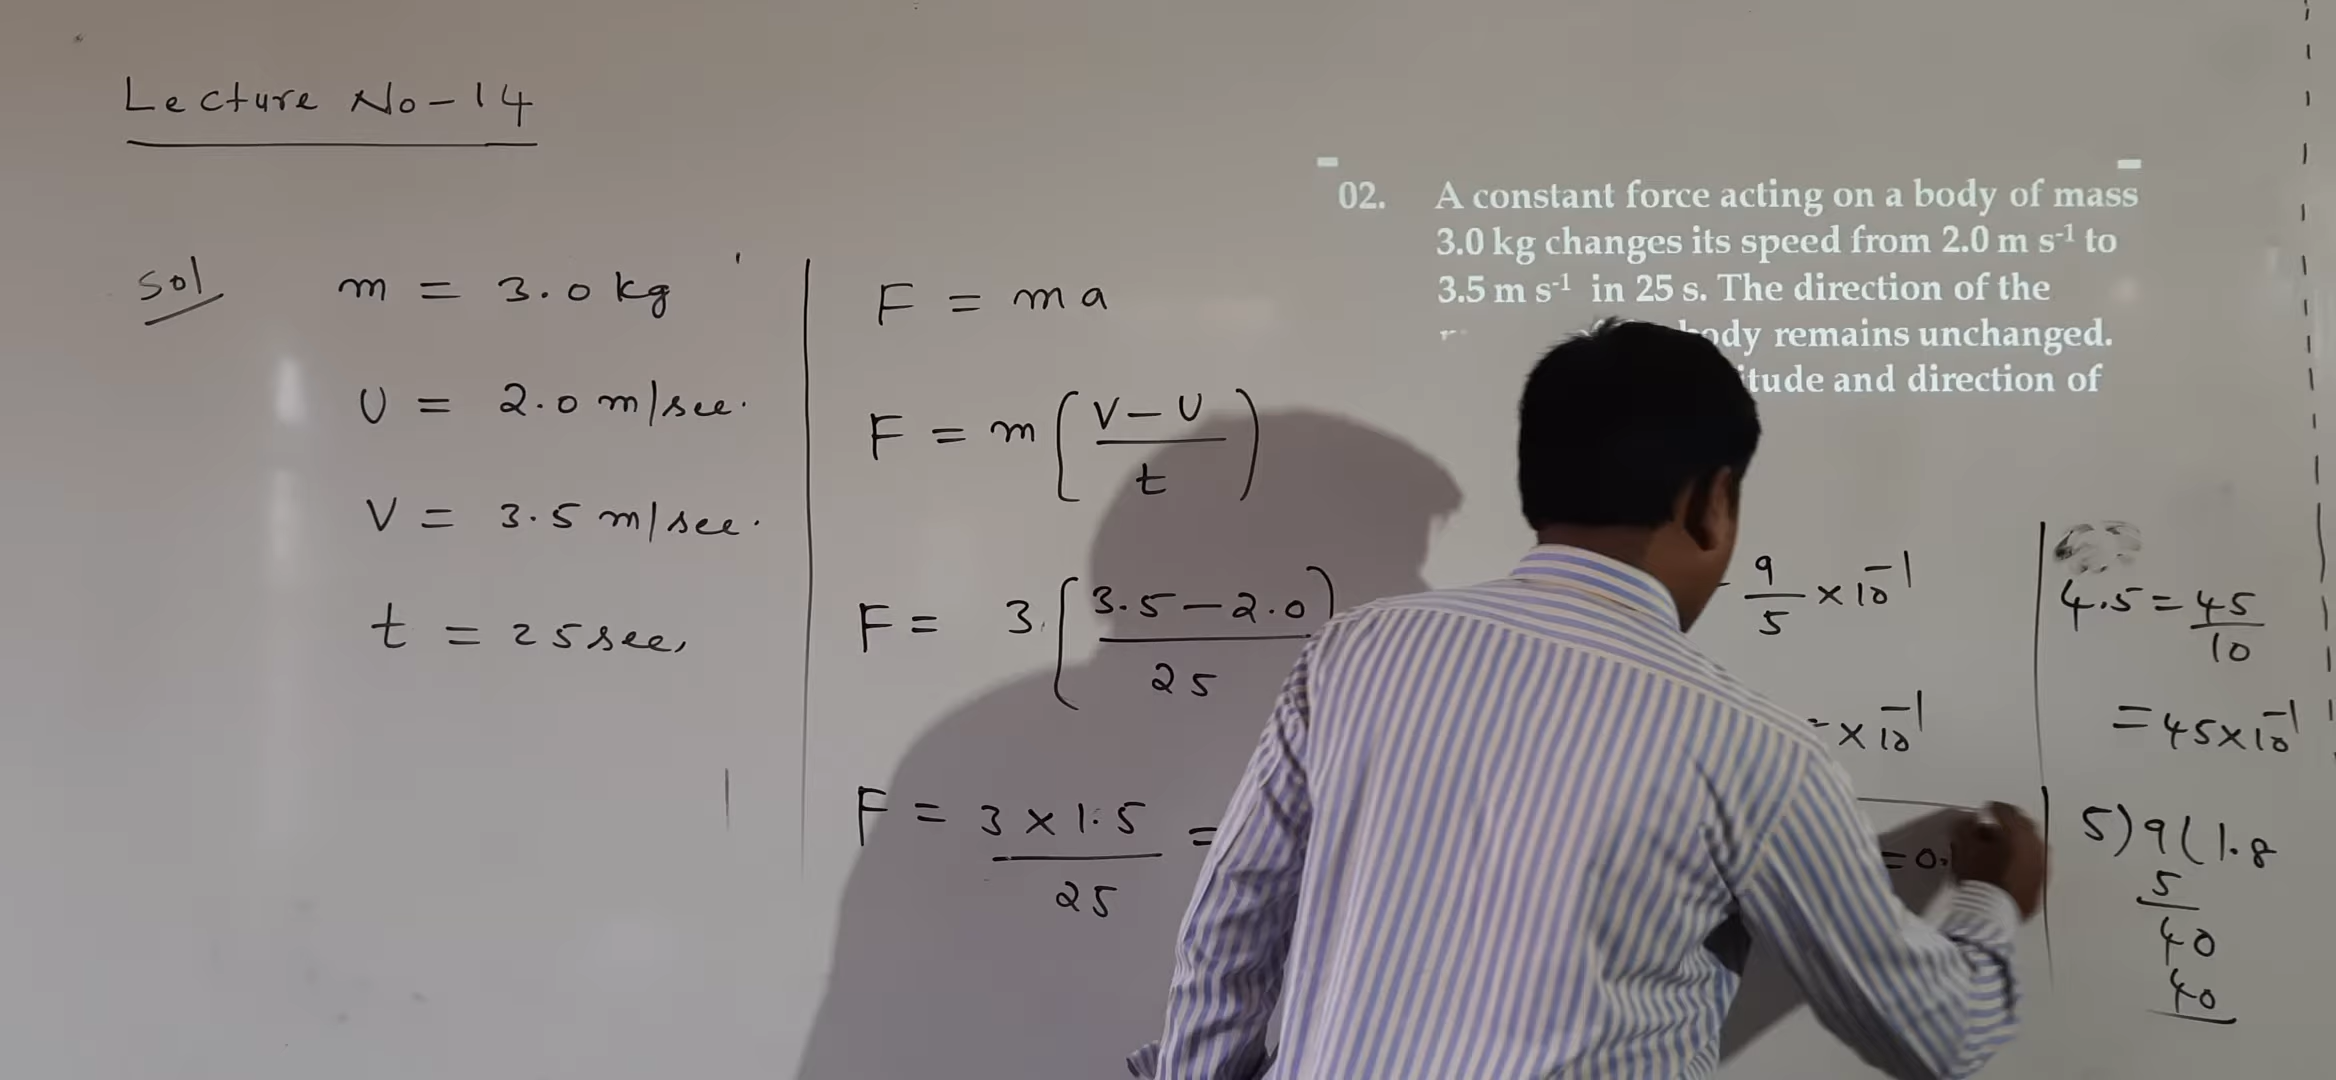 Lecture No-14
02. A constant force acting on a body of mass
3.0 kg changes its speed from 2.0 m s-1 to
3.5 m s-1 in 25 s. The direction of the
remains unchanged.
and direction of
Sol
m = 3.0 kg
U = 2.0 m/sec.
V = 3.5 m/sec.
t = 25 sec,
F = ma
F = m (V-U / t)
F = 3. (3.5-2.0 / 25)
F = 3 x 1.5 / 25 =
9/5 x 10-1
x 10-1
= 0.1
4.5 = 45/10
= 45x10-1
5) 9 ( 1.8
5
40
40